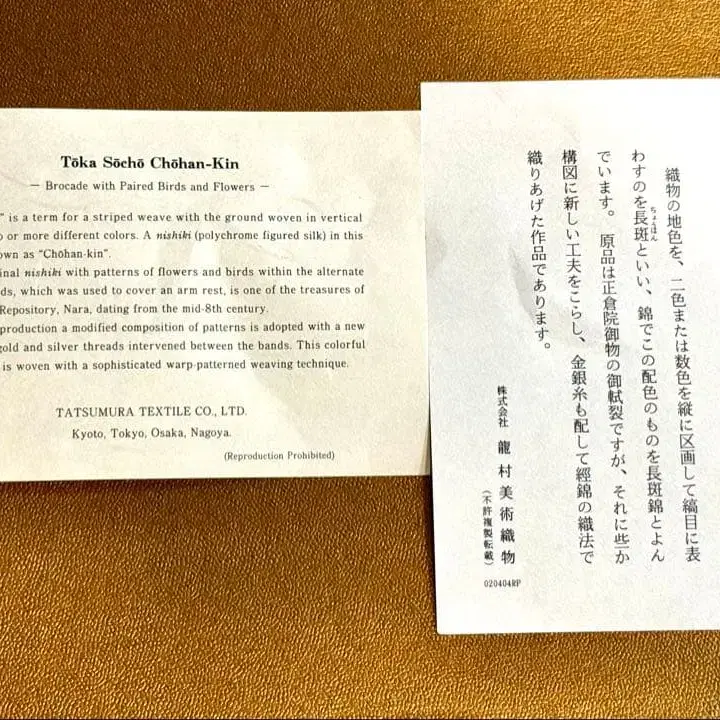 Tōka Sōchō Chōhan-Kin
— Brocade with Paired Birds and Flowers —
" is a term for a striped weave with the ground woven in vertical
or more different colors. A nishiki (polychrome figured silk) in this
own as "Chōhan-kin".
inal nishiki with patterns of flowers and birds within the alternate
ds, which was used to cover an arm rest, is one of the treasures of
Repository, Nara, dating from the mid-8th century.
production a modified composition of patterns is adopted with a new
gold and silver threads intervened between the bands. This colorful
is woven with a sophisticated warp-patterned weaving technique.
TATSUMURA TEXTILE CO., LTD.
Kyoto, Tokyo, Osaka, Nagoya.
(Reproduction Prohibited)
織物の地色を、二色または数色を縦に区画して縞目に表
わすのを長斑といい、錦でこの配色のものを長斑錦とよん
ちょうはん
でいます。原品は正倉院御物の御軾裂ですが、それに些か
構図に新しい工夫をこらし、金銀糸も配して經錦の織法で
織りあげた作品であります。
株式会社 龍村美術織物
(不許複製転載)
020404RP